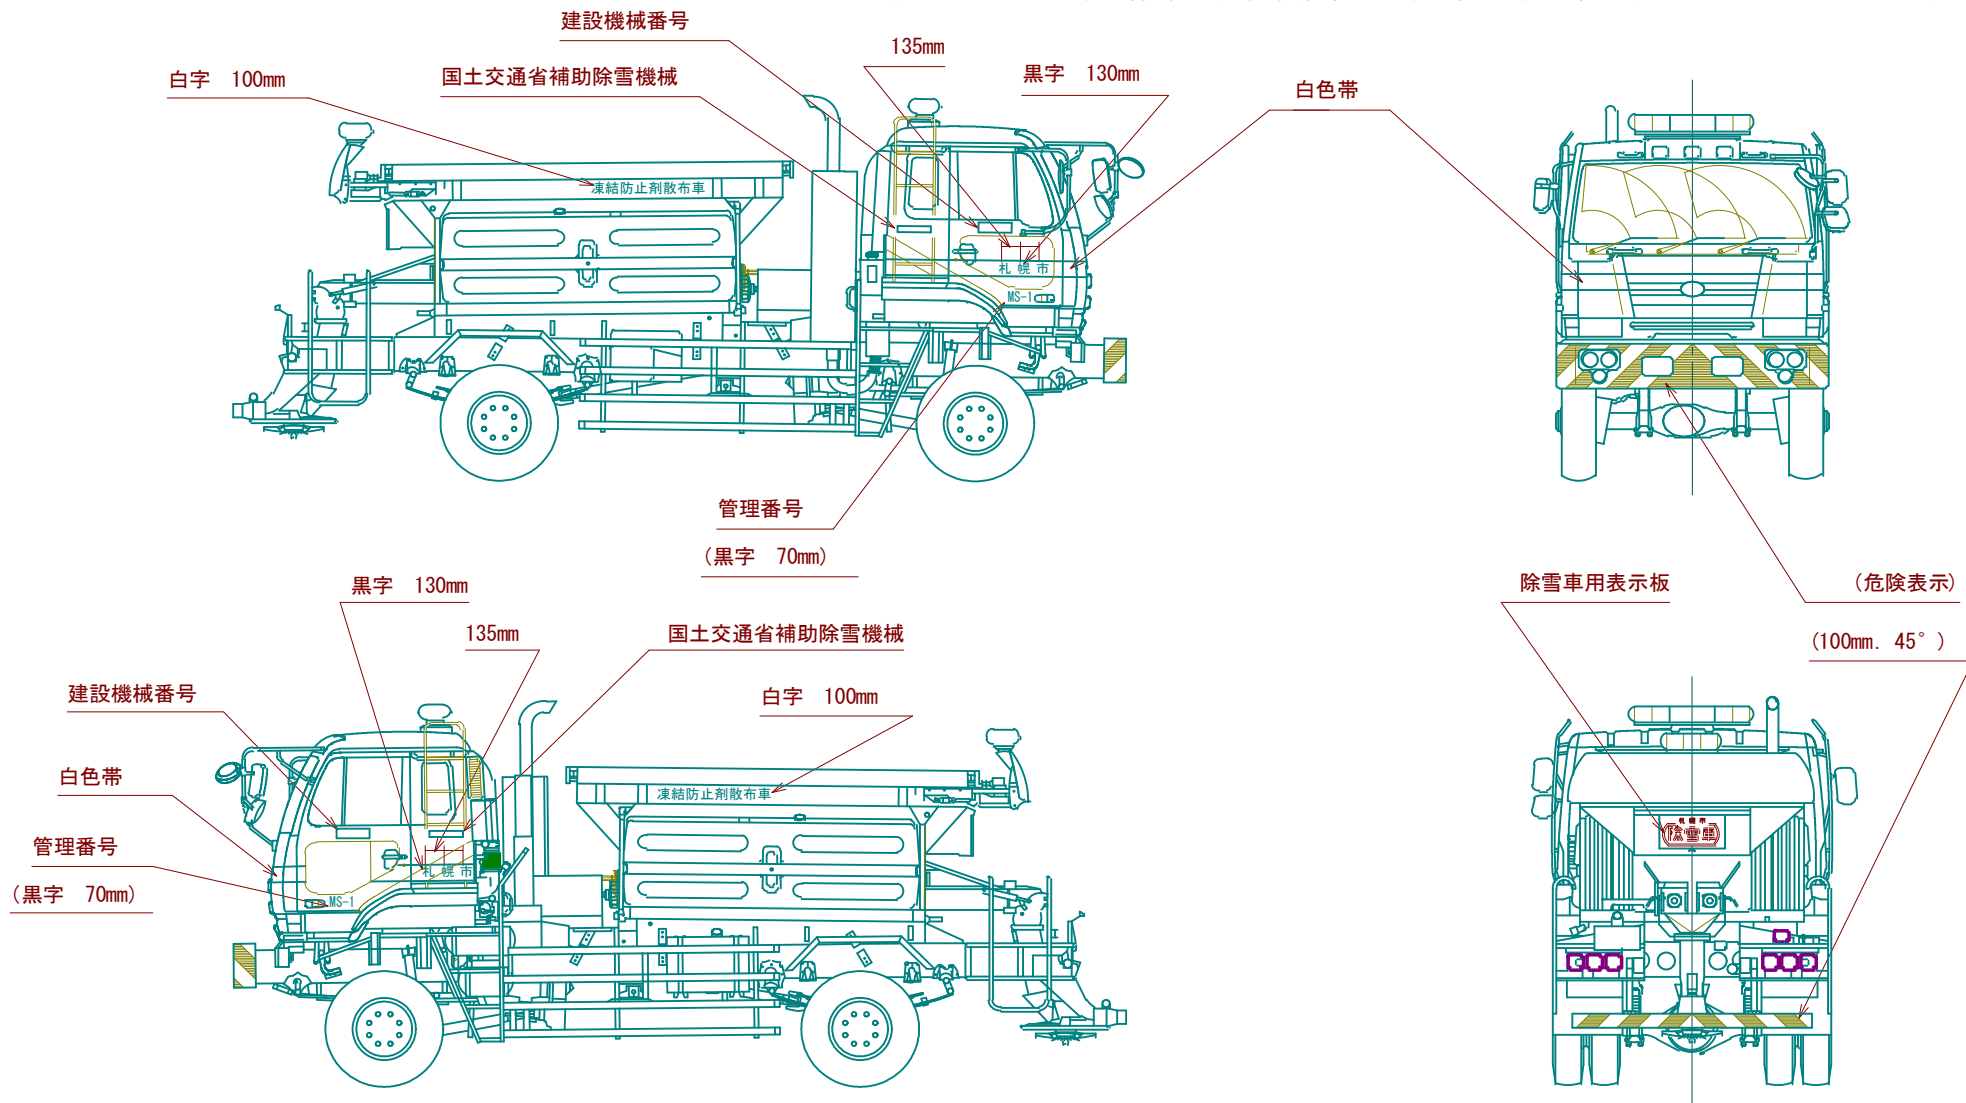 建設機械番号
135mm
白字　100mm
国土交通省補助除雪機械
黒字　130mm
白色帯
凍結防止剤散布車
札幌市
MS-1
管理番号
(黒字　70mm)
黒字　130mm
135mm
国土交通省補助除雪機械
除雪車用表示板
(危険表示)
(100mm. 45°)
建設機械番号
白字　100mm
白色帯
凍結防止剤散布車
札幌市
除雪車
管理番号
札幌市
(黒字　70mm)
MS-1